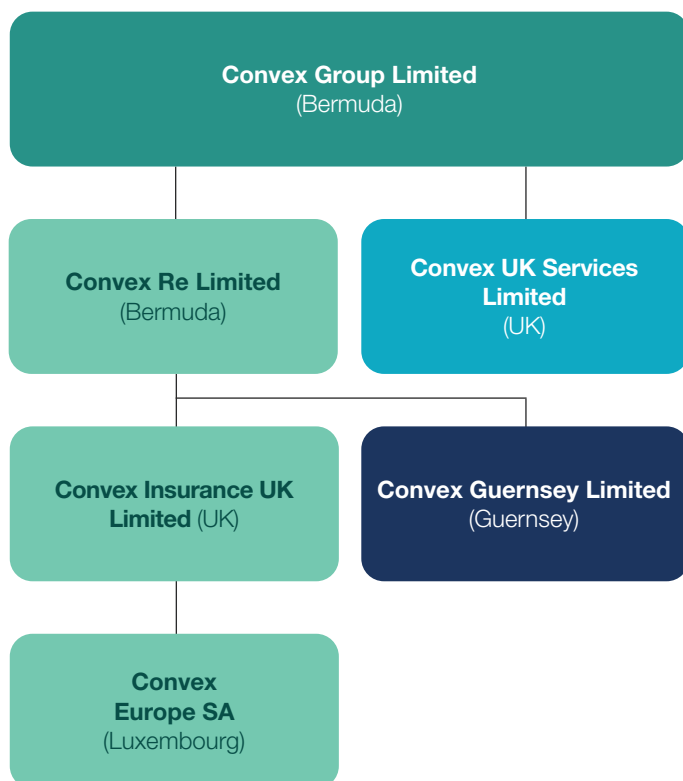 Convex Group Limited
(Bermuda)
Convex Re Limited
(Bermuda)
Convex UK Services
Limited
(UK)
Convex Insurance UK
Limited (UK)
Convex Guernsey Limited
(Guernsey)
Convex
Europe SA
(Luxembourg)